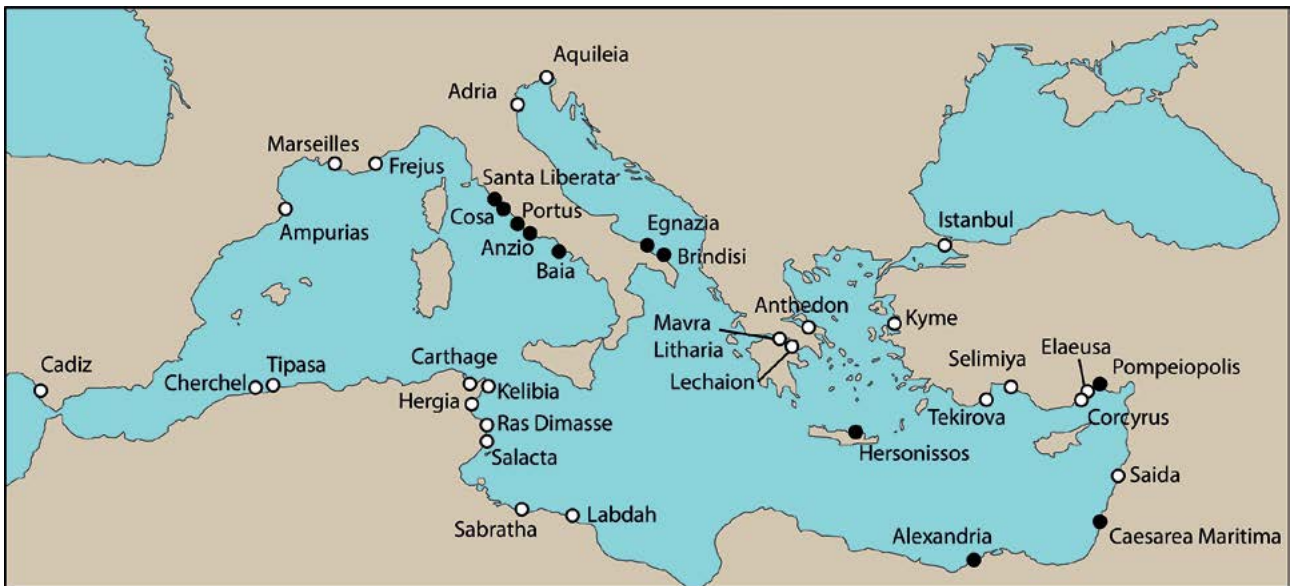 Aquileia
Adria
Marseilles
Frejus
Santa Liberata
Cosa
Portus
Ampurias
Anzio
Egnazia
Istanbul
Baia
Brindisi
Anthedon
Mavra
Litharia
Kyme
Carthage
Lechaion
Selimiya
Elaeusa
Pompeiopolis
Cadiz
Cherchel
Tipasa
Kelibia
Hergia
Tekirova
Corcyrus
Ras Dimasse
Salacta
Hersonissos
Saida
Sabratha
Labdah
Alexandria
Caesarea Maritima